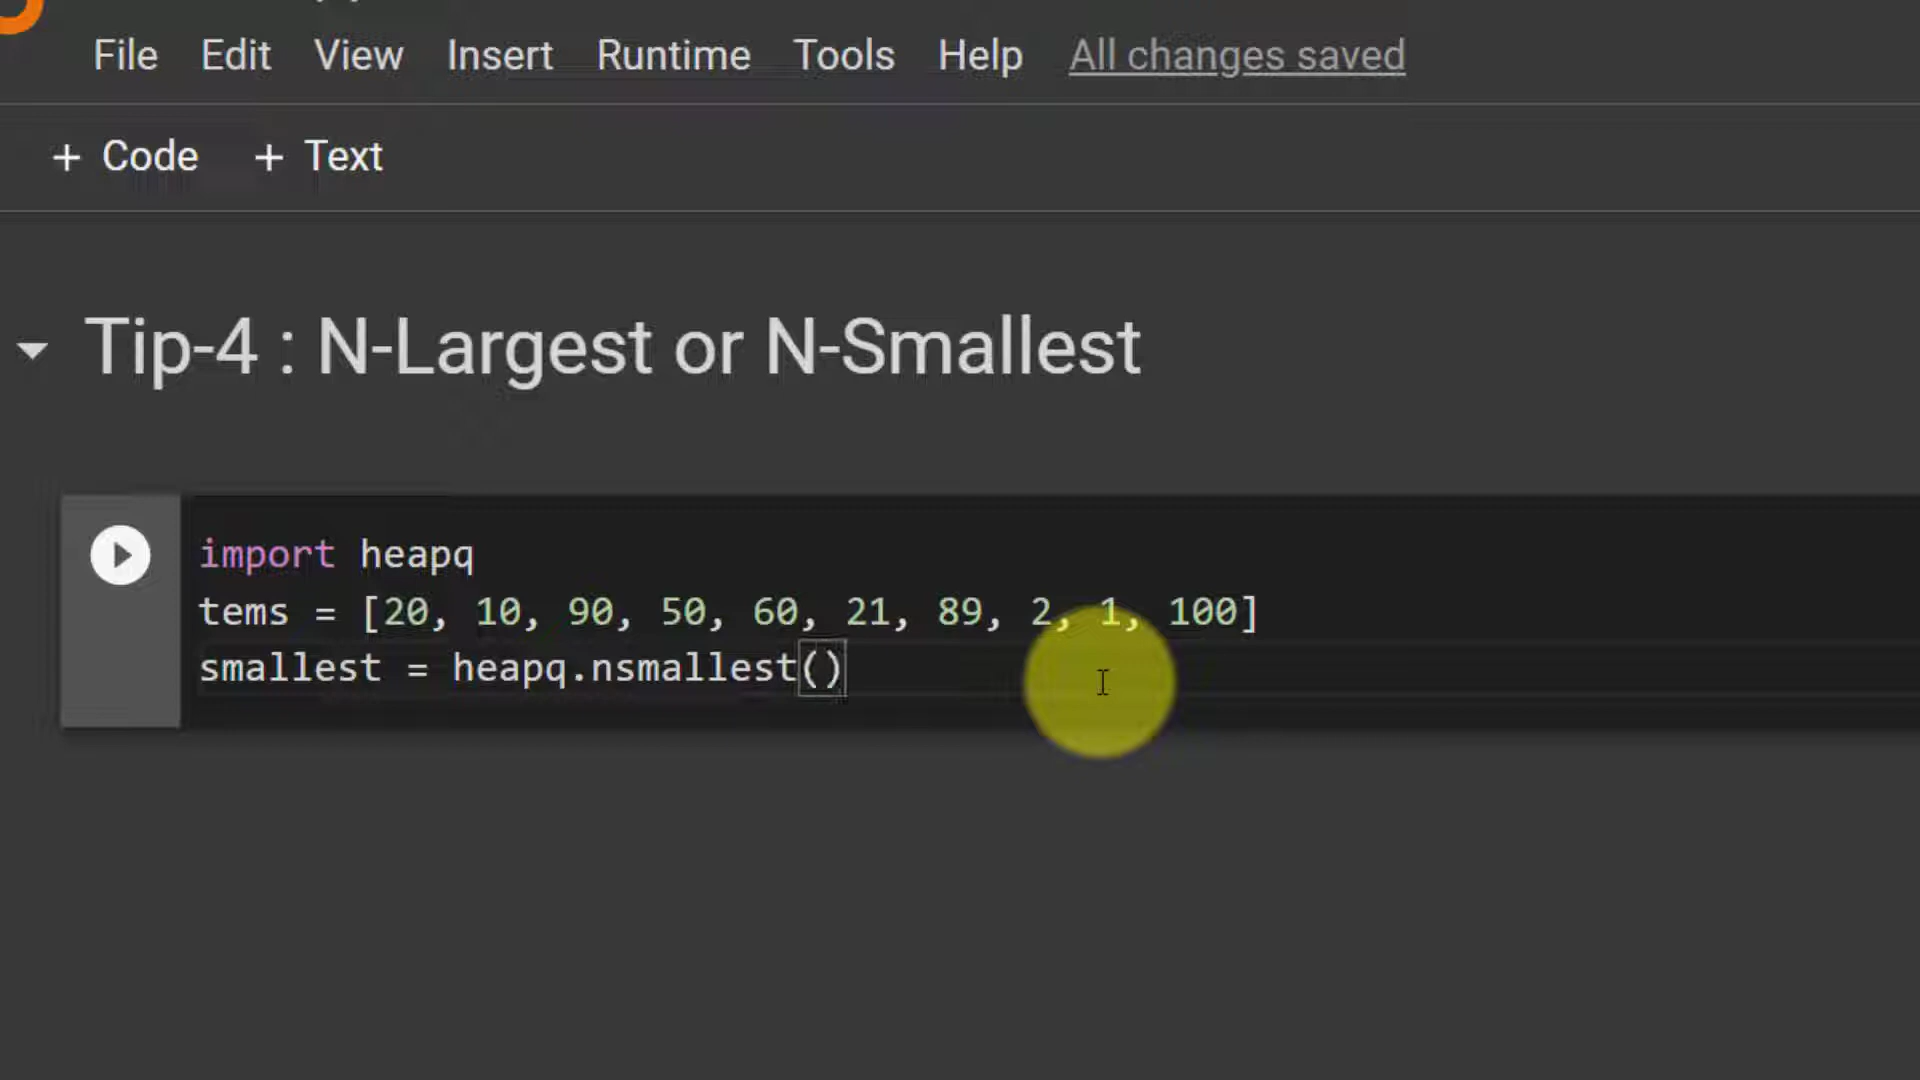 File Edit View Insert Runtime Tools Help All changes saved
+ Code + Text
Tip-4 : N-Largest or N-Smallest
import heapq
tems = [20, 10, 90, 50, 60, 21, 89, 2, 1, 100]
smallest = heapq.nsmallest()